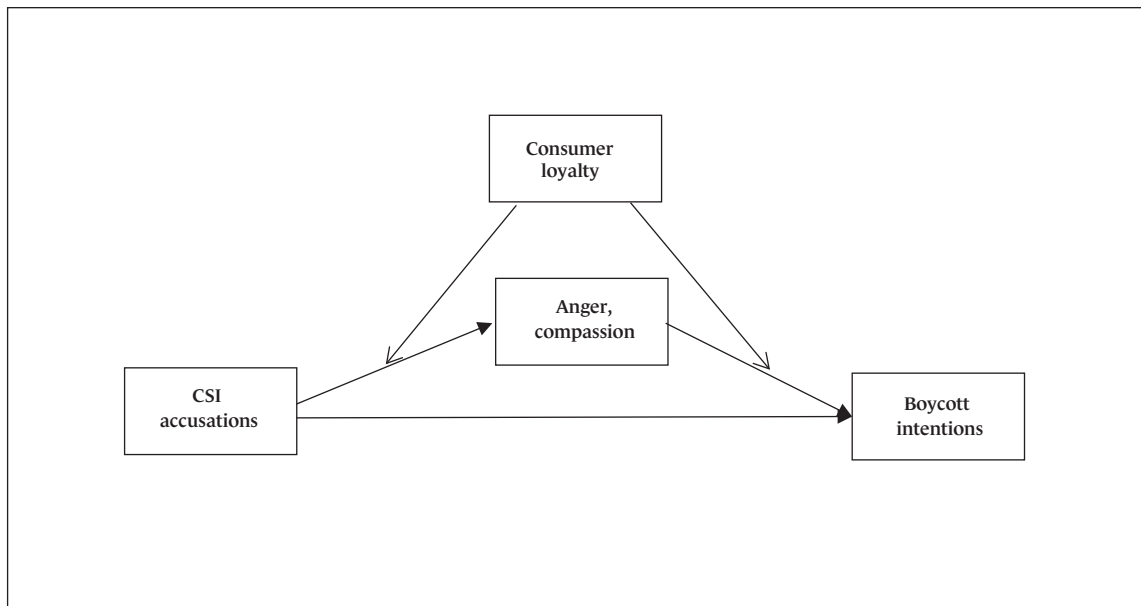 Consumer
loyalty
Anger,
compassion
CSI
accusations
Boycott
intentions